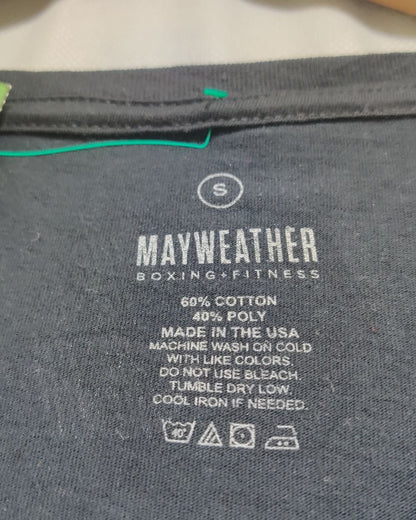 S
MAYWEATHER
BOXING+FITNESS
60% COTTON
40% POLY
MADE IN THE USA
MACHINE WASH ON COLD
WITH LIKE COLORS.
DO NOT USE BLEACH.
TUMBLE DRY LOW.
COOL IRON IF NEEDED.
40°